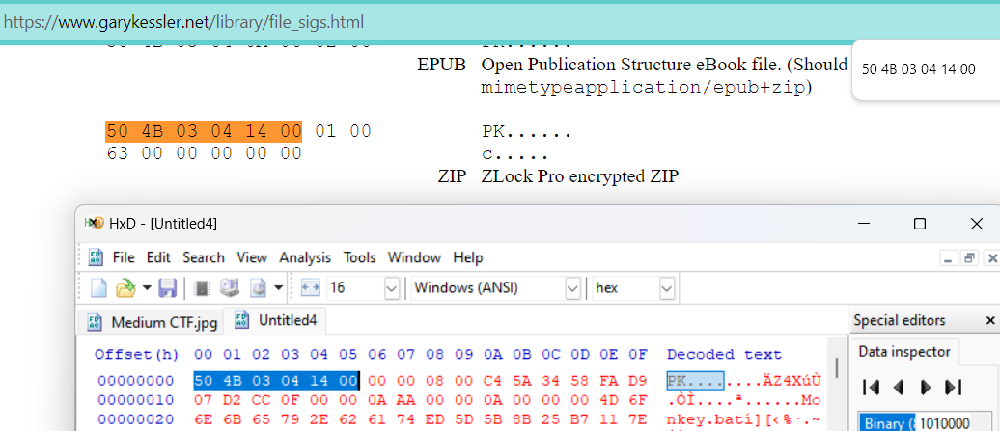 https://www.garykessler.net/library/file_sigs.html
PK......
EPUB Open Publication Structure eBook file. (Should
mimetypeapplication/epub+zip)
50 4B 03 04 14 00
50 4B 03 04 14 00 01 00 PK......
63 00 00 00 00 00 c.....
ZIP ZLock Pro encrypted ZIP
HxD - [Untitled4]
File Edit Search View Analysis Tools Window Help
16 Windows (ANSI) hex
Medium CTF.jpg Untitled4
Special editors
Offset(h) 00 01 02 03 04 05 06 07 08 09 0A 0B 0C 0D 0E 0F Decoded text
Data inspector
00000000 50 4B 03 04 14 00 00 00 08 00 C4 5A 34 58 FA D9 PK........ÄZ4XúÙ
00000010 07 D2 CC 0F 00 00 0A AA 00 00 0A 00 00 00 4D 6F .ÒÌ....ª......Mo
00000020 6E 6B 65 79 2E 62 61 74 ED 5D 5B 8B 25 B7 11 7E nkey.batí][‹%·.~
Binary ( 1010000